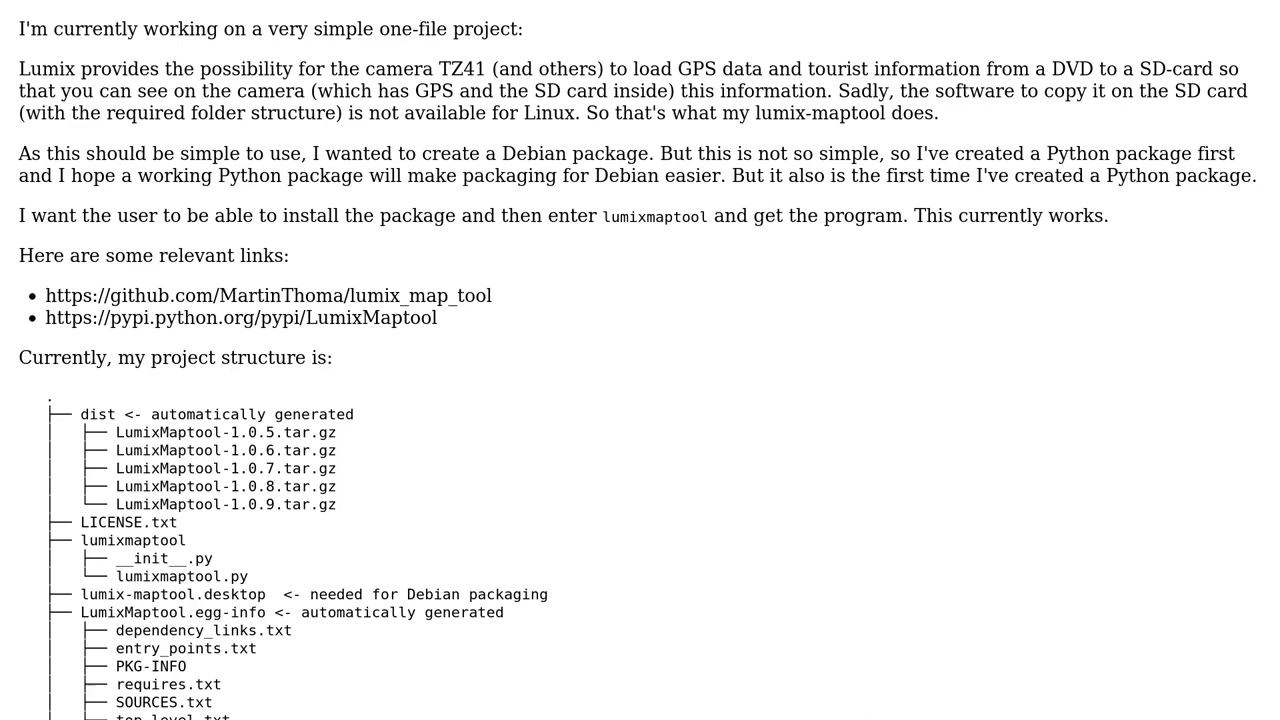 I'm currently working on a very simple one-file project:
Lumix provides the possibility for the camera TZ41 (and others) to load GPS data and tourist information from a DVD to a SD-card so
that you can see on the camera (which has GPS and the SD card inside) this information. Sadly, the software to copy it on the SD card
(with the required folder structure) is not available for Linux. So that's what my lumix-maptool does.
As this should be simple to use, I wanted to create a Debian package. But this is not so simple, so I've created a Python package first
and I hope a working Python package will make packaging for Debian easier. But it also is the first time I've created a Python package.
I want the user to be able to install the package and then enter lumixmaptool and get the program. This currently works.
Here are some relevant links:
• https://github.com/MartinThoma/lumix_map_tool
• https://pypi.python.org/pypi/LumixMaptool
Currently, my project structure is:
.
├── dist <- automatically generated
│   ├── LumixMaptool-1.0.5.tar.gz
│   ├── LumixMaptool-1.0.6.tar.gz
│   ├── LumixMaptool-1.0.7.tar.gz
│   ├── LumixMaptool-1.0.8.tar.gz
│   └── LumixMaptool-1.0.9.tar.gz
├── LICENSE.txt
├── lumixmaptool
│   ├── __init__.py
│   └── lumixmaptool.py
├── lumix-maptool.desktop  <- needed for Debian packaging
├── LumixMaptool.egg-info <- automatically generated
│   ├── dependency_links.txt
│   ├── entry_points.txt
│   ├── PKG-INFO
│   ├── requires.txt
│   ├── SOURCES.txt
│   └── top_level.txt